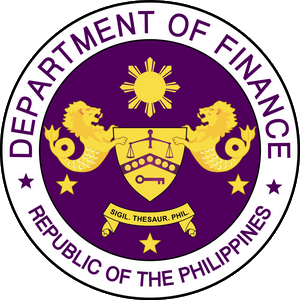 DEPARTMENT OF FINANCE
SIGIL. THESAUR. PHIL.
REPUBLIC OF THE PHILIPPINES